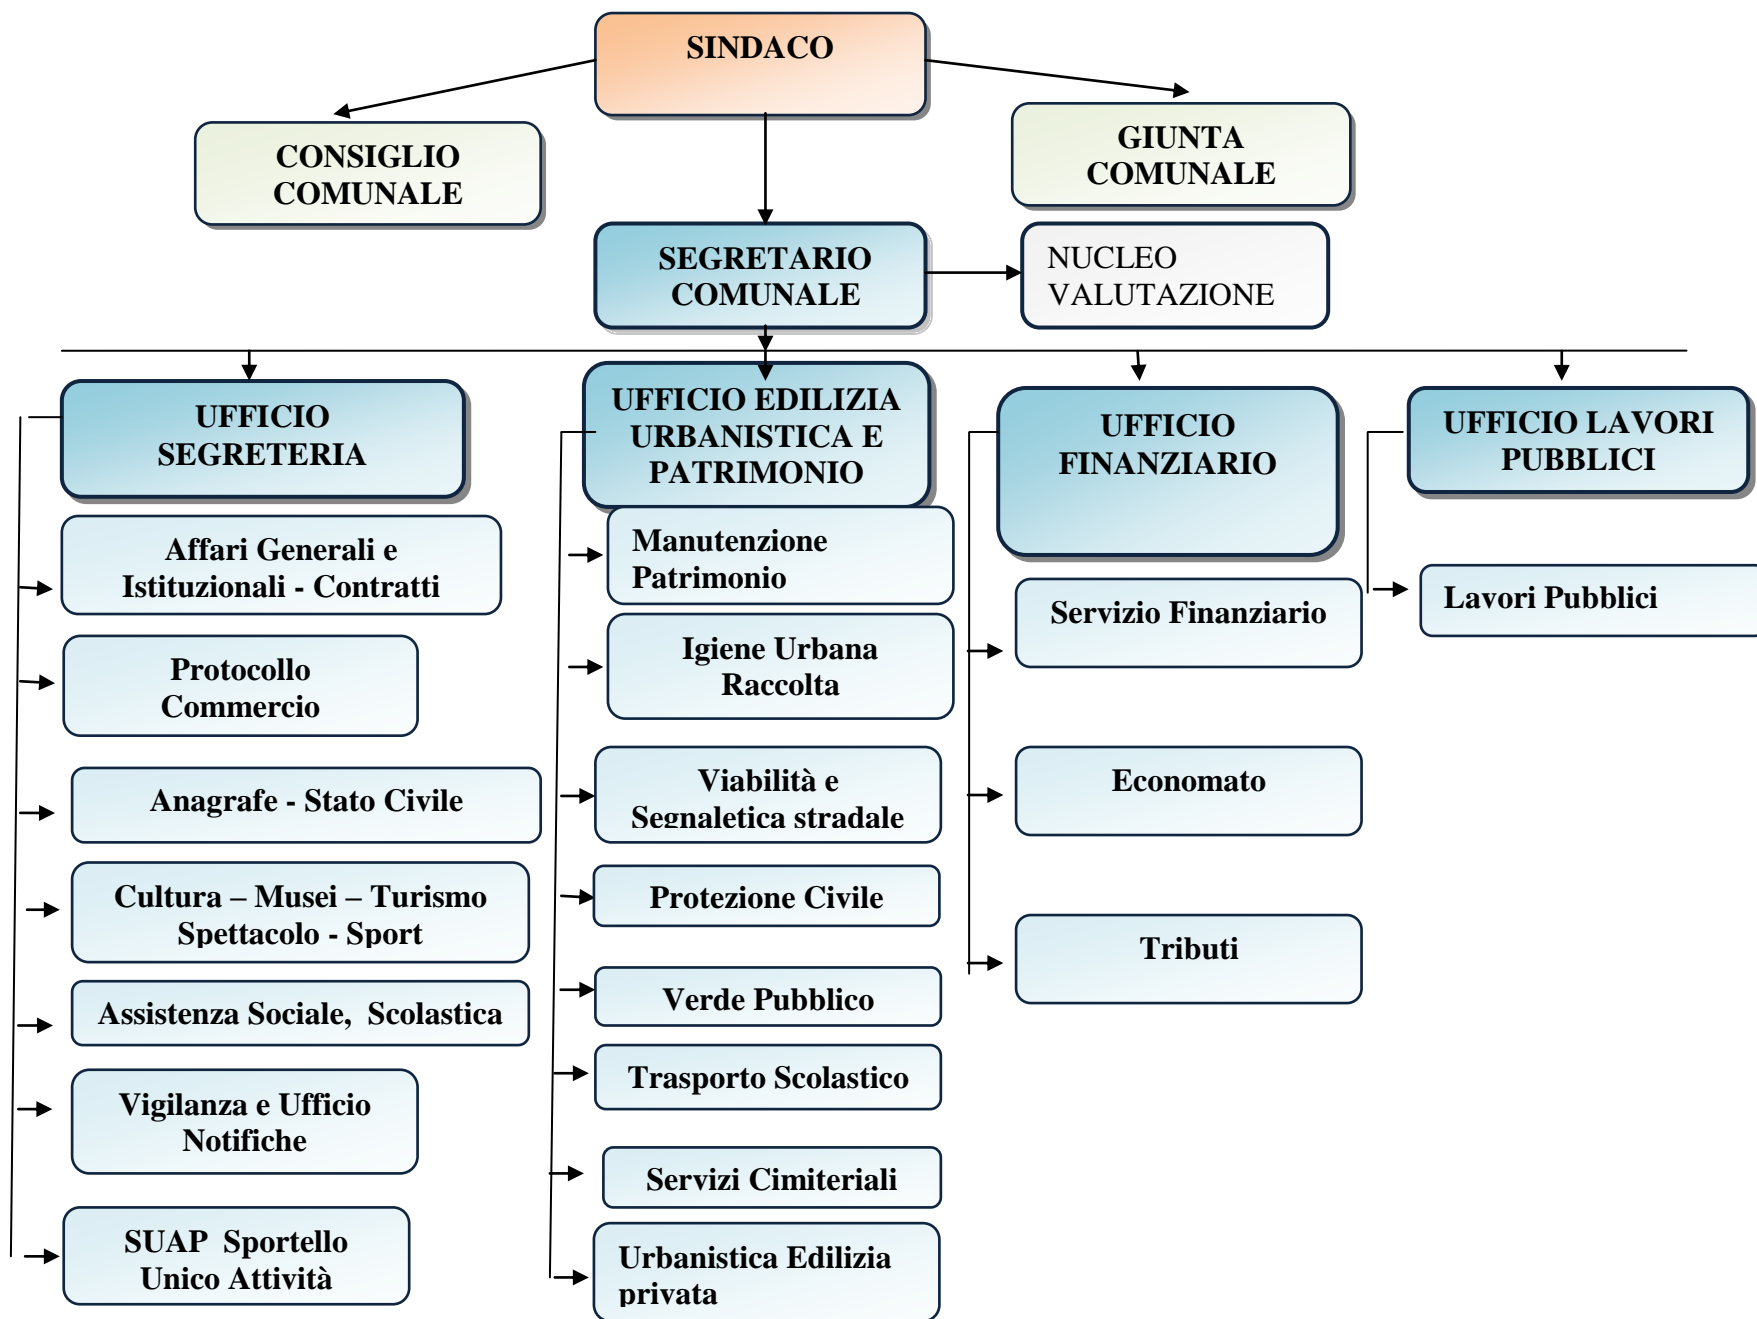 SINDACO
CONSIGLIO
COMUNALE
GIUNTA
COMUNALE
SEGRETARIO
COMUNALE
NUCLEO
VALUTAZIONE
UFFICIO
SEGRETERIA
Affari Generali e
Istituzionali - Contratti
Protocollo
Commercio
Anagrafe - Stato Civile
Cultura – Musei – Turismo
Spettacolo - Sport
Assistenza Sociale, Scolastica
Vigilanza e Ufficio
Notifiche
SUAP Sportello
Unico Attività
UFFICIO EDILIZIA
URBANISTICA E
PATRIMONIO
Manutenzione
Patrimonio
Igiene Urbana
Raccolta
Viabilità e
Segnaletica stradale
Protezione Civile
Verde Pubblico
Trasporto Scolastico
Servizi Cimiteriali
Urbanistica Edilizia
privata
UFFICIO
FINANZIARIO
Servizio Finanziario
Economato
Tributi
UFFICIO LAVORI
PUBBLICI
Lavori Pubblici